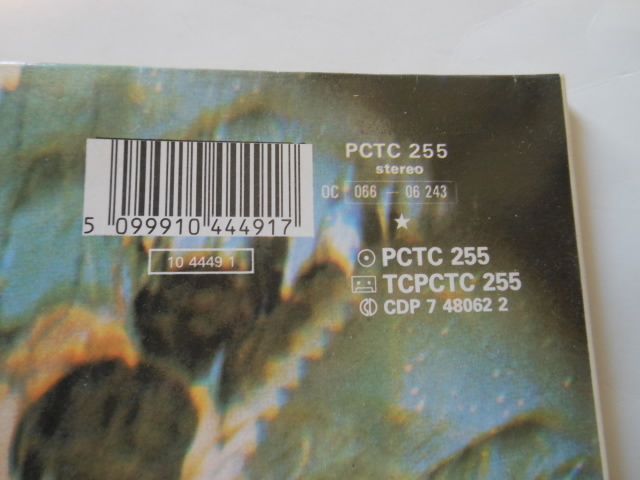 PCTC 255
stereo
OC 066 — 06 243
5 099910 444917
10 4449 1
PCTC 255
TCPCTC 255
CDP 7 48062 2